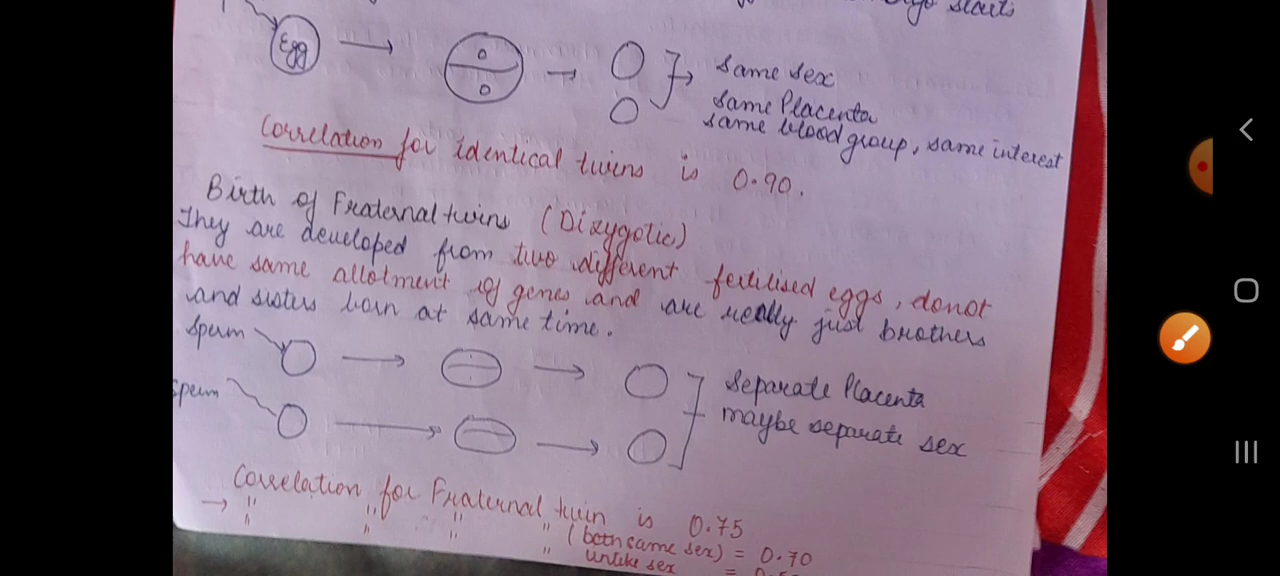 starts
Egg
same sex
same Placenta
same blood group, same interest
Correlation for identical twins is 0.90.
Birth of Fraternal twins (Dizygotic)
They are developed from two different fertilised eggs, donot
have same allotment of genes and are really just brothers
and sisters born at same time.
Sperm
Separate Placenta
maybe separate sex
Sperm
Correlation for Fraternal twin is 0.75
→ " " " " (both same sex) = 0.70
" " " " unlike sex =